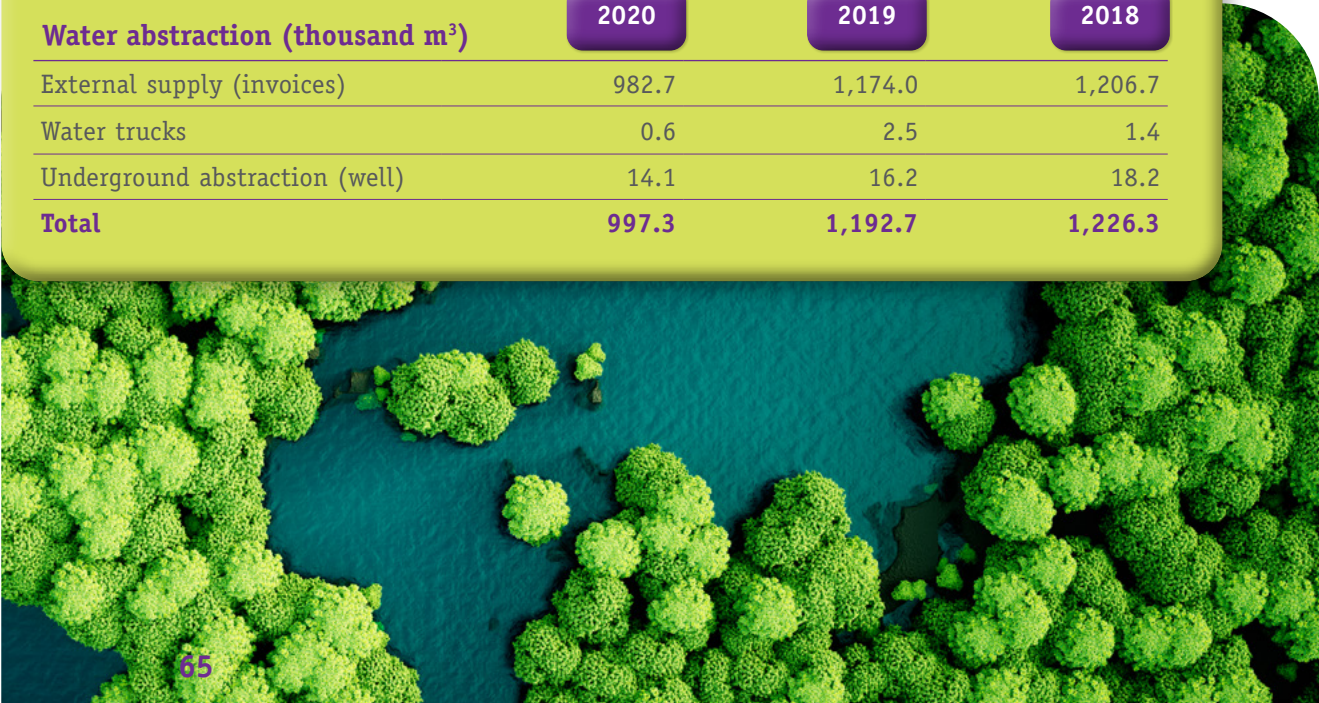 Water abstraction (thousand m³) 2020 2019 2018
External supply (invoices) 982.7 1,174.0 1,206.7
Water trucks 0.6 2.5 1.4
Underground abstraction (well) 14.1 16.2 18.2
Total 997.3 1,192.7 1,226.3
65